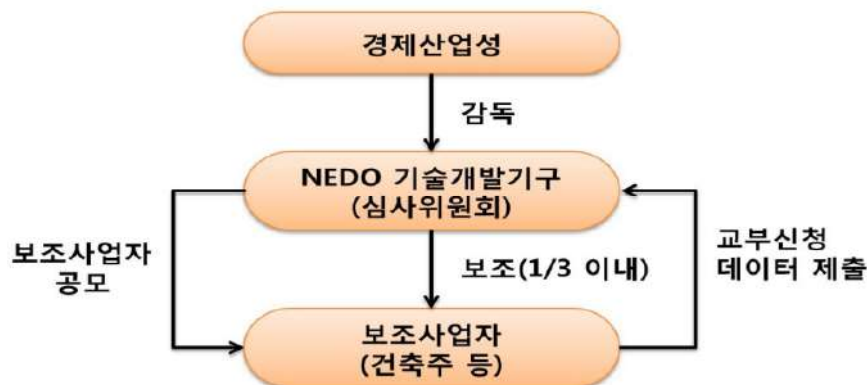 경제산업성
감독
NEDO 기술개발기구
(심사위원회)
보조사업자
공모
보조(1/3 이내)
교부신청
데이터 제출
보조사업자
(건축주 등)